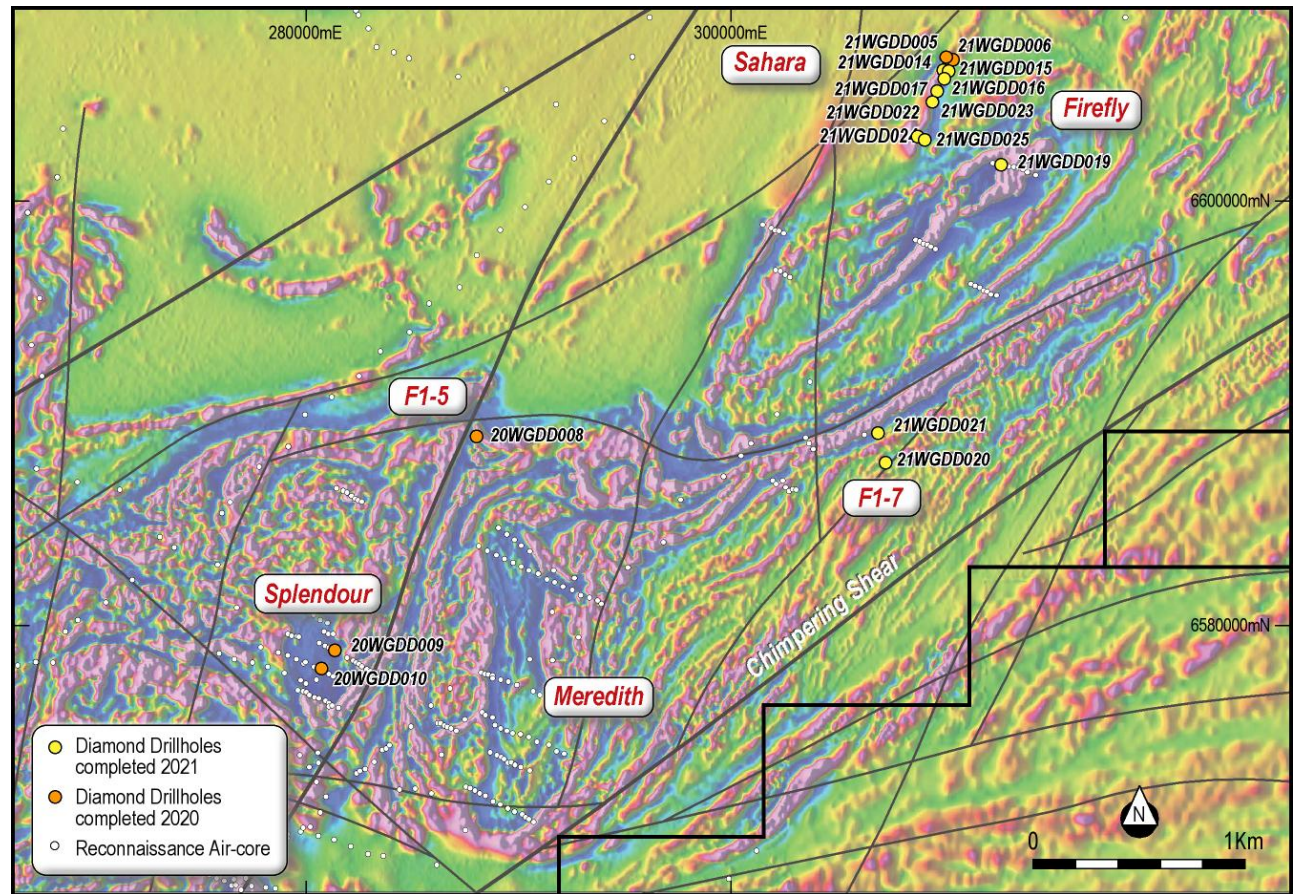 280000mE
300000mE
Sahara
21WGDD005
21WGDD006
21WGDD014
21WGDD015
21WGDD017
21WGDD016
21WGDD022
21WGDD023
Firefly
21WGDD024
21WGDD025
21WGDD019
6600000mN
F1-5
20WGDD008
21WGDD021
21WGDD020
F1-7
Splendour
Chimpering Shear
6580000mN
20WGDD009
20WGDD010
Meredith
Diamond Drillholes
completed 2021
Diamond Drillholes
completed 2020
Reconnaissance Air-core
N
0
1Km